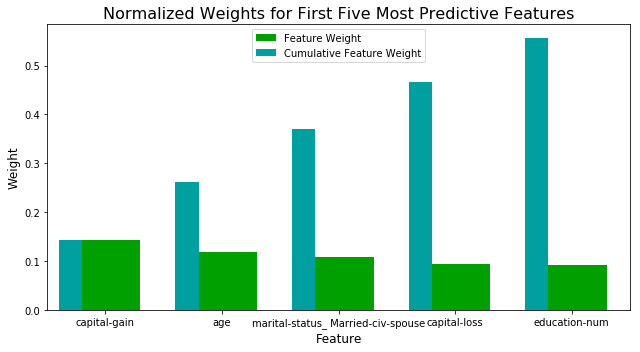 Normalized Weights for First Five Most Predictive Features
Feature Weight
Cumulative Feature Weight
Weight
0.5
0.4
0.3
0.2
0.1
0.0
capital-gain age marital-status_ Married-civ-spouse capital-loss education-num
Feature